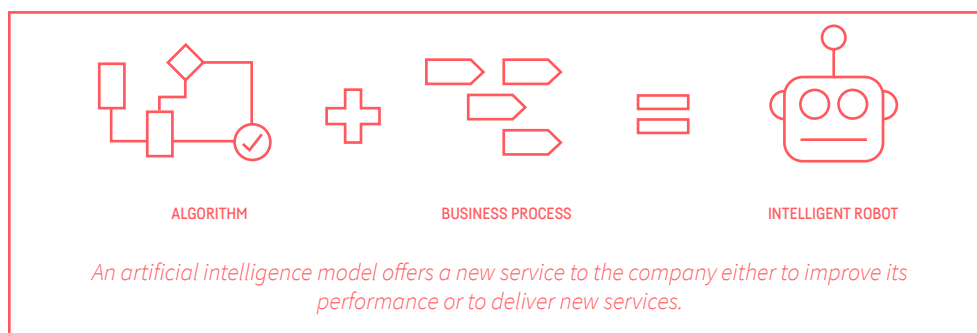 ALGORITHM
BUSINESS PROCESS
INTELLIGENT ROBOT
An artificial intelligence model offers a new service to the company either to improve its
performance or to deliver new services.